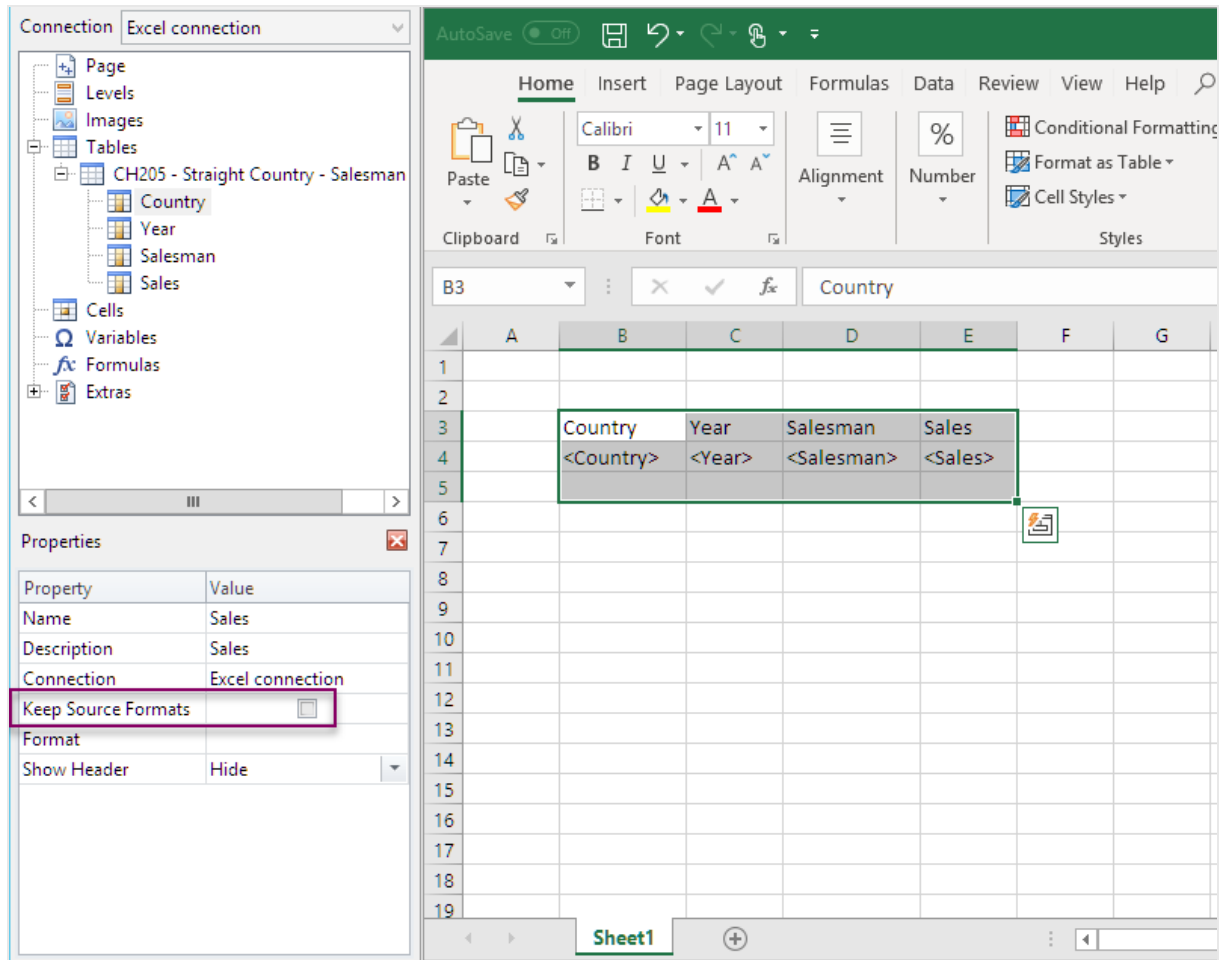 Connection Excel connection
Page
Levels
Images
Tables
CH205 - Straight Country - Salesman
Country
Year
Salesman
Sales
Cells
Ω Variables
fx Formulas
Extras
Properties
Property Value
Name Sales
Description Sales
Connection Excel connection
Keep Source Formats
Format
Show Header Hide
AutoSave Off
Home Insert Page Layout Formulas Data Review View Help
Paste
Clipboard
Calibri 11
B I U A A
A
Font
Alignment
%
Number
Conditional Formatting
Format as Table
Cell Styles
Styles
B3 fx Country
A B C D E F G
1
2
3 Country Year Salesman Sales
4 <Country> <Year> <Salesman> <Sales>
5
6
7
8
9
10
11
12
13
14
15
16
17
18
19
Sheet1